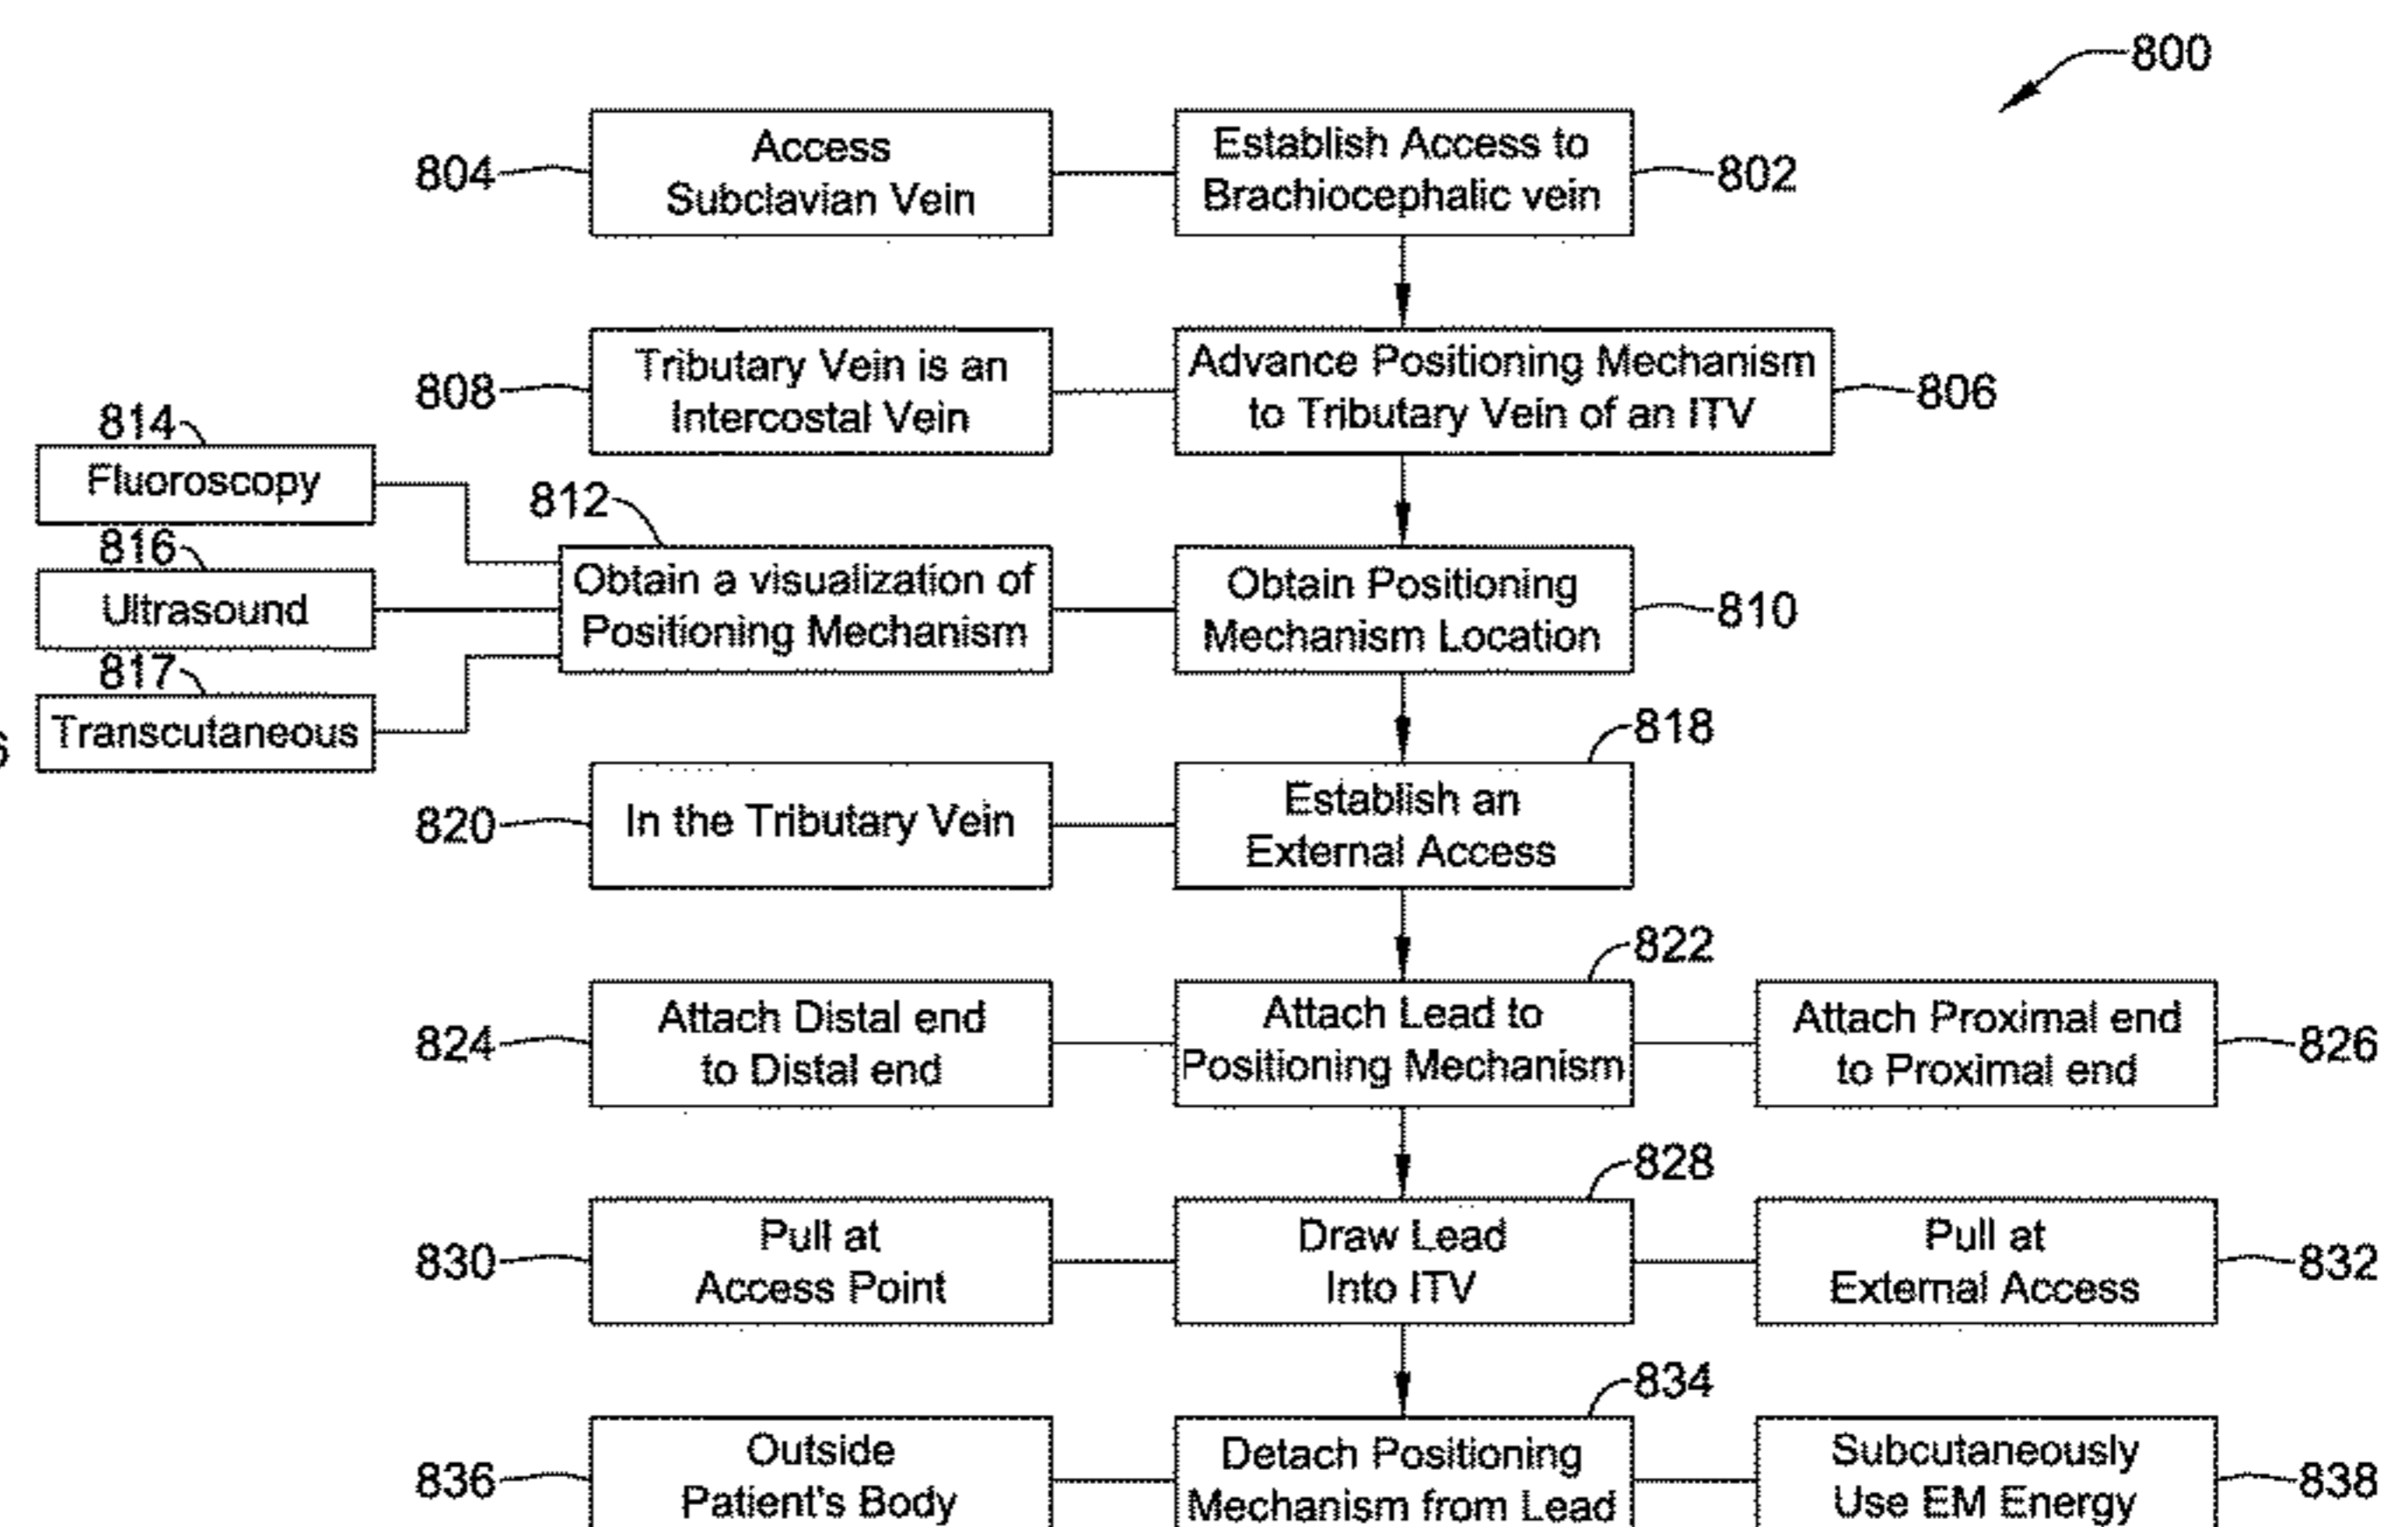 800
804
Access
Subclavian Vein
Establish Access to
Brachiocephalic vein
802
808
Tributary Vein is an
Intercostal Vein
Advance Positioning Mechanism
to Tributary Vein of an ITV
806
814
Fluoroscopy
816
Ultrasound
817
Transcutaneous
812
Obtain a visualization of
Positioning Mechanism
Obtain Positioning
Mechanism Location
810
820
In the Tributary Vein
818
Establish an
External Access
824
Attach Distal end
to Distal end
822
Attach Lead to
Positioning Mechanism
Attach Proximal end
to Proximal end
826
830
Pull at
Access Point
828
Draw Lead
Into ITV
Pull at
External Access
832
836
Outside
Patient's Body
834
Detach Positioning
Mechanism from Lead
Subcutaneously
Use EM Energy
838